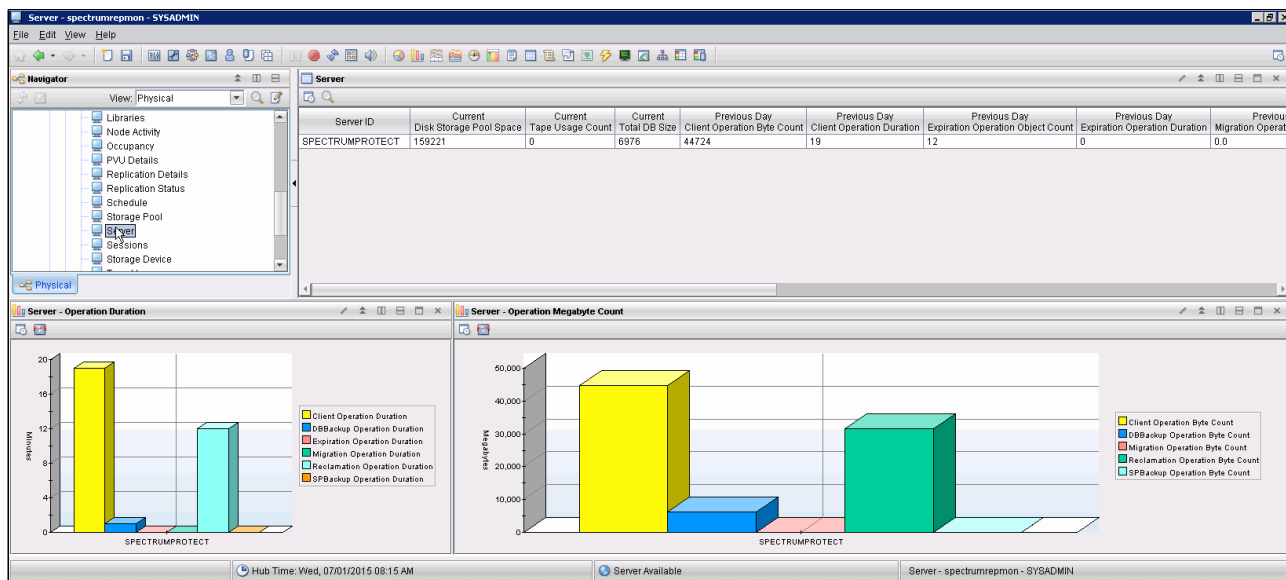 Server - spectrumrepmon - SYSADMIN
File Edit View Help
Navigator
View: Physical
Libraries
Node Activity
Occupancy
PVU Details
Replication Details
Replication Status
Schedule
Storage Pool
Server
Sessions
Storage Device
Physical
Server
Server ID
Current Disk Storage Pool Space
Current Tape Usage Count
Current Total DB Size
Previous Day Client Operation Byte Count
Previous Day Client Operation Duration
Previous Day Expiration Operation Object Count
Previous Day Expiration Operation Duration
SPECTRUMPROTECT 159221 0 6976 44724 19 12 0 0.0
Server - Operation Duration
20
16
12
8
4
0
Minutes
SPECTRUMPROTECT
Client Operation Duration
DBBackup Operation Duration
Expiration Operation Duration
Migration Operation Duration
Reclamation Operation Duration
SPBackup Operation Duration
Server - Operation Megabyte Count
50,000
40,000
30,000
20,000
10,000
0
Megabytes
SPECTRUMPROTECT
Client Operation Byte Count
DBBackup Operation Byte Count
Migration Operation Byte Count
Reclamation Operation Byte Count
SPBackup Operation Byte Count
Hub Time: Wed, 07/01/2015 08:15 AM
Server Available
Server - spectrumrepmon - SYSADMIN